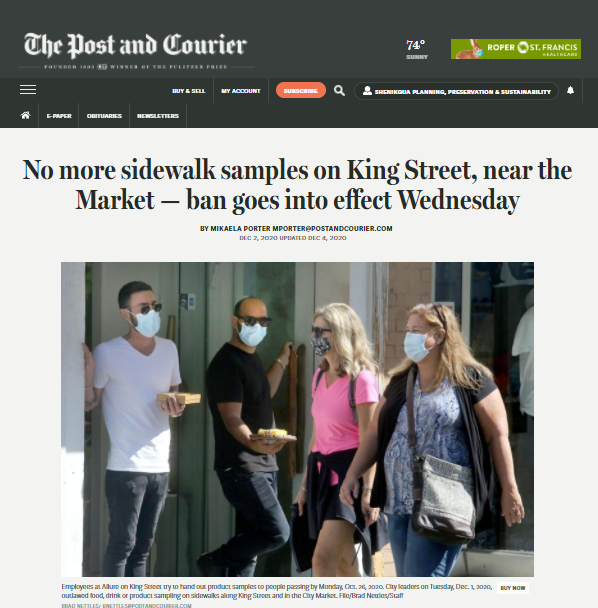 The Post and Courier
FOUNDED 1803 WINNER OF THE PULITZER PRIZE
74°
SUNNY
ROPER ST. FRANCIS
HEALTHCARE
BUY & SELL
MY ACCOUNT
SUBSCRIBE
SHENIKQUA PLANNING, PRESERVATION & SUSTAINABILITY
E-PAPER
OBITUARIES
NEWSLETTERS
No more sidewalk samples on King Street, near the
Market — ban goes into effect Wednesday
BY MIKAELA PORTER MPORTER@POSTANDCOURIER.COM
DEC 2, 2020 UPDATED DEC 4, 2020
Employees at Allure on King Street try to hand out product samples to people passing by Monday, Oct. 26, 2020. City leaders on Tuesday, Dec. 1, 2020,
outlawed food, drink or product sampling on sidewalks along King Street and in the City Market. File/Brad Nettles/Staff
BUY NOW
BRAD NETTLES/ BNETTLES@POSTANDCOURIER.COM